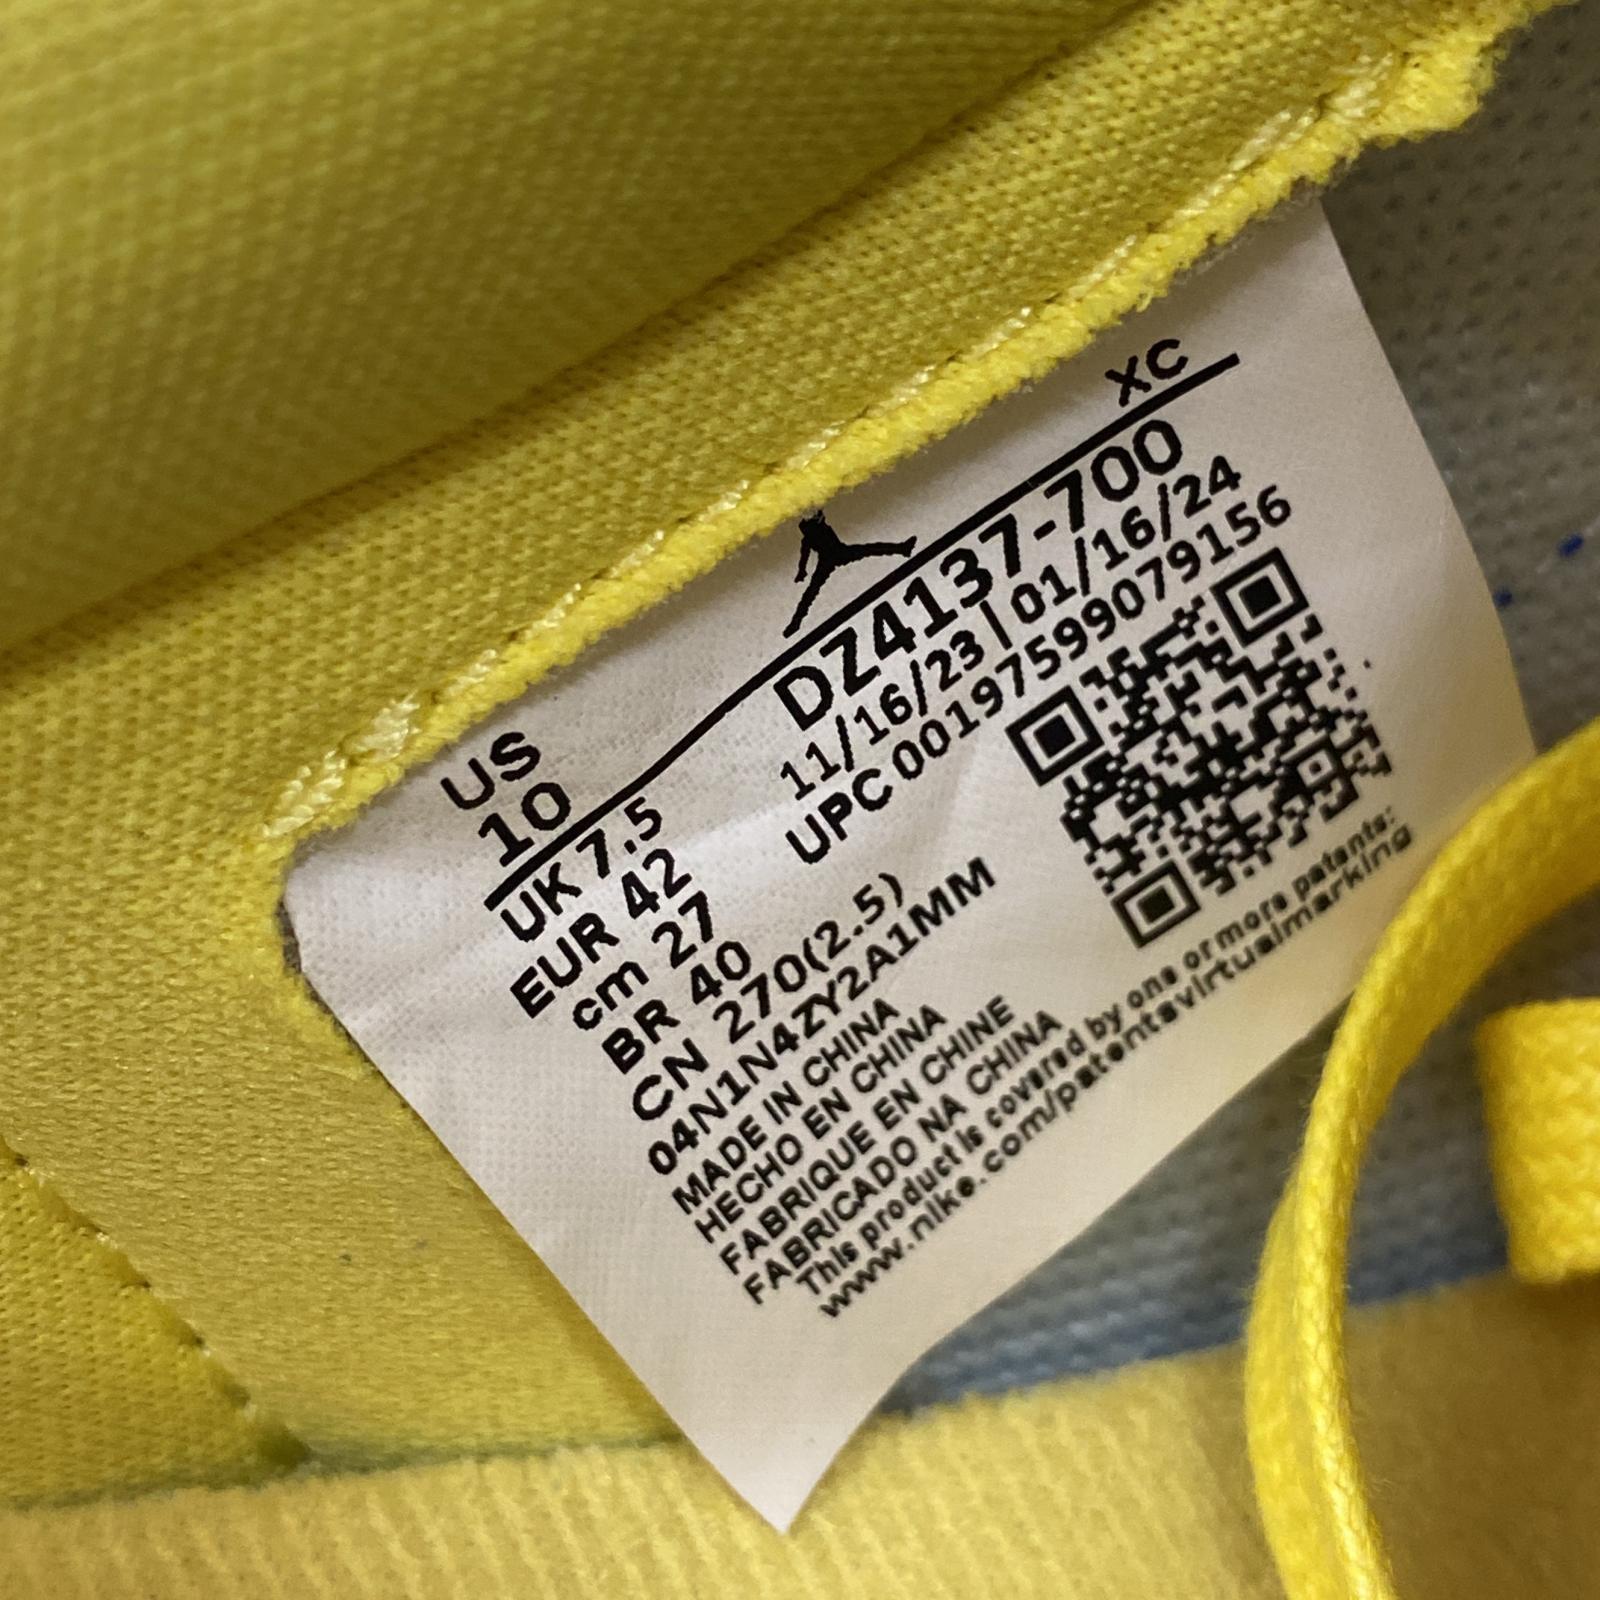 XC
US
10
UK 7.5
EUR 42
cm 27
BR 40
CN 270(2.5)
DZ4137-700
11/16/23 | 01/16/24
UPC 00197599079156
04N1N4ZY2A1MM
MADE IN CHINA
HECHO EN CHINA
FABRIQUE EN CHINE
FABRICADO NA CHINA
This product is covered by one or more patents:
www.nike.com/patentsvirtualmarking